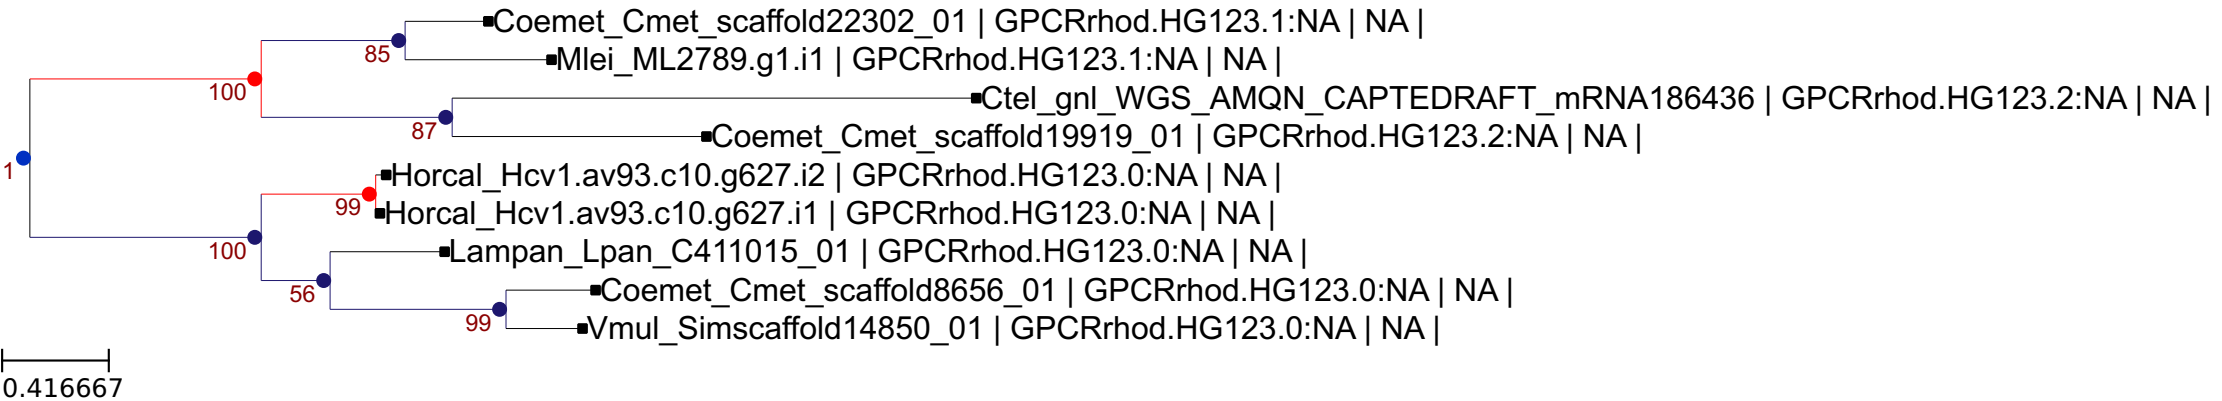 Coemet_Cmet_scaffold22302_01 | GPCRrhod.HG123.1:NA | NA |
85
Mlei_ML2789.g1.i1 | GPCRrhod.HG123.1:NA | NA |
100
Ctel_gnl_WGS_AMQN_CAPTEDRAFT_mRNA186436 | GPCRrhod.HG123.2:NA | NA |
87
Coemet_Cmet_scaffold19919_01 | GPCRrhod.HG123.2:NA | NA |
1
Horcal_Hcv1.av93.c10.g627.i2 | GPCRrhod.HG123.0:NA | NA |
99
Horcal_Hcv1.av93.c10.g627.i1 | GPCRrhod.HG123.0:NA | NA |
100
Lampan_Lpan_C411015_01 | GPCRrhod.HG123.0:NA | NA |
56
Coemet_Cmet_scaffold8656_01 | GPCRrhod.HG123.0:NA | NA |
99
Vmul_Simscaffold14850_01 | GPCRrhod.HG123.0:NA | NA |
0.416667